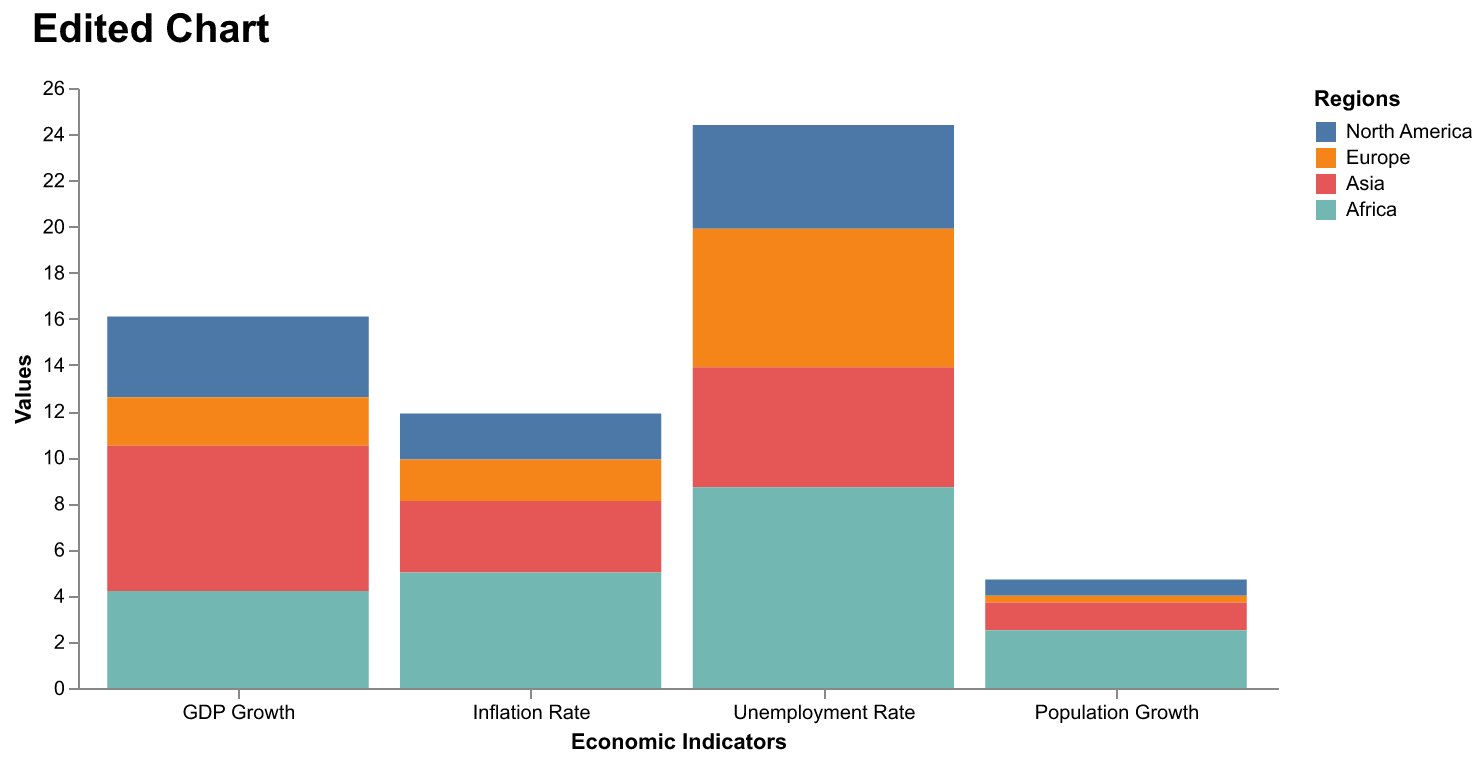 Edited Chart
26
24
22
20
18
16
14
12
10
8
6
4
2
0
Values
GDP Growth
Inflation Rate
Unemployment Rate
Population Growth
Economic Indicators
Regions
North America
Europe
Asia
Africa